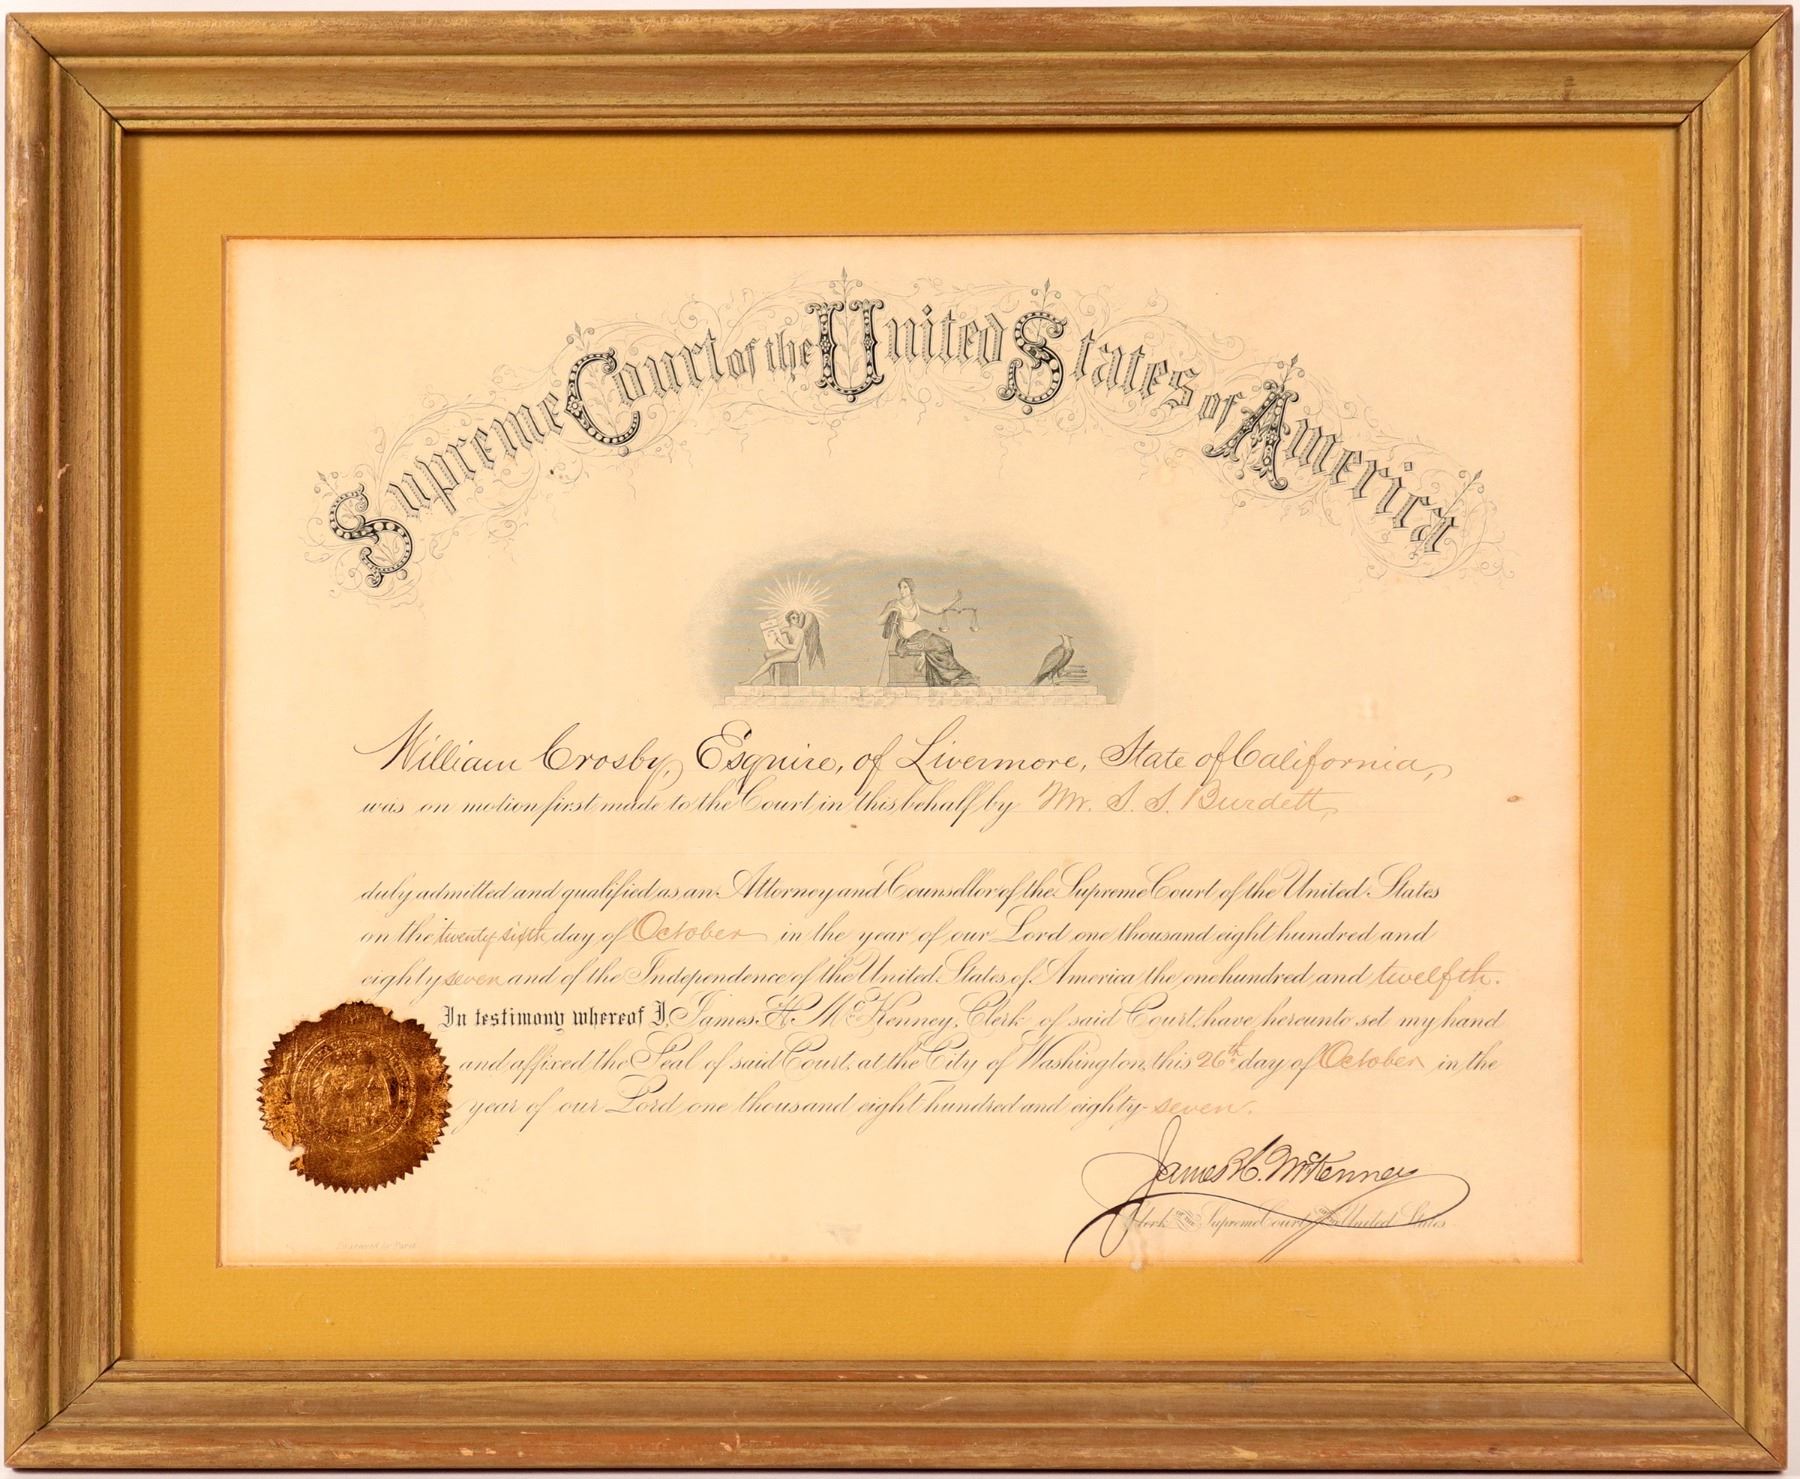 Supreme Court of the United States of America
William Crosby, Esquire, of Livermore, State of California,
was on motion first made to the Court in this behalf by Mr. S. S. Burdett,
duly admitted and qualified as an Attorney and Counsellor of the Supreme Court of the United States
on the twenty sixth day of October in the year of our Lord one thousand eight hundred and
eighty seven and of the Independence of the United States of America the one hundred and twelfth.
In testimony whereof I, James H. McKenney, Clerk of said Court, have hereunto set my hand
and affixed the Seal of said Court, at the City of Washington, this 26th day of October in the
year of our Lord one thousand eight hundred and eighty-seven.
James H. McKenney
Clerk of the Supreme Court of the United States